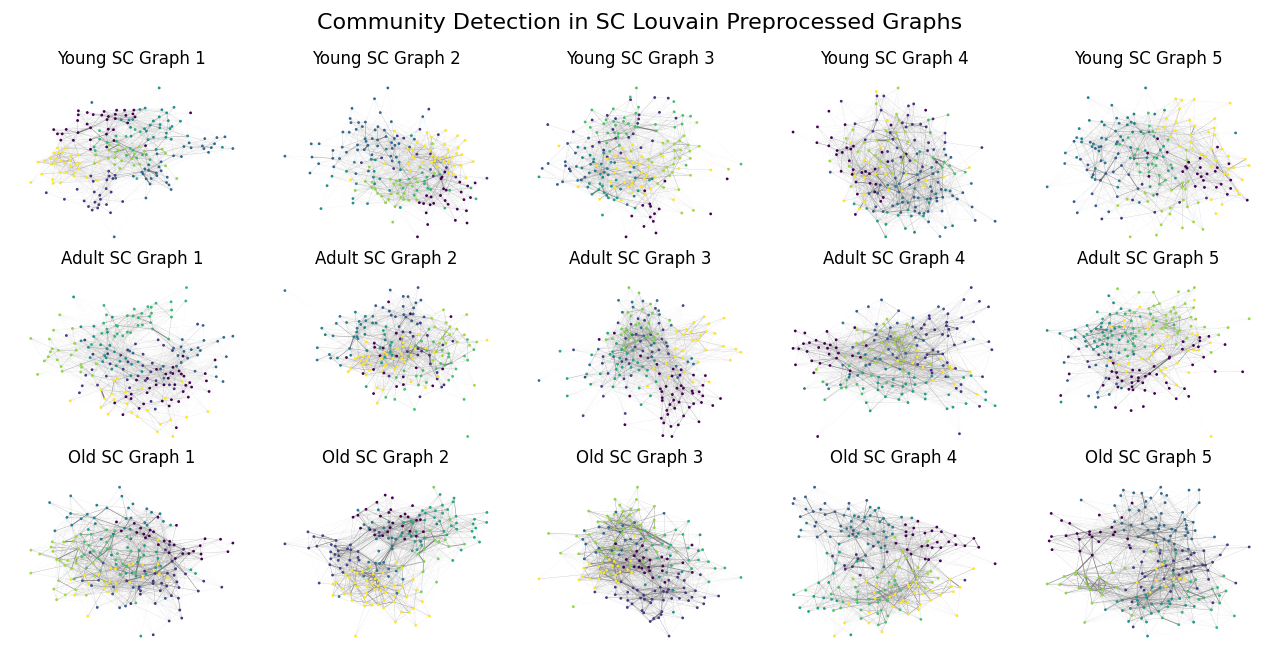 Community Detection in SC Louvain Preprocessed Graphs
Young SC Graph 1
Young SC Graph 2
Young SC Graph 3
Young SC Graph 4
Young SC Graph 5
Adult SC Graph 1
Adult SC Graph 2
Adult SC Graph 3
Adult SC Graph 4
Adult SC Graph 5
Old SC Graph 1
Old SC Graph 2
Old SC Graph 3
Old SC Graph 4
Old SC Graph 5